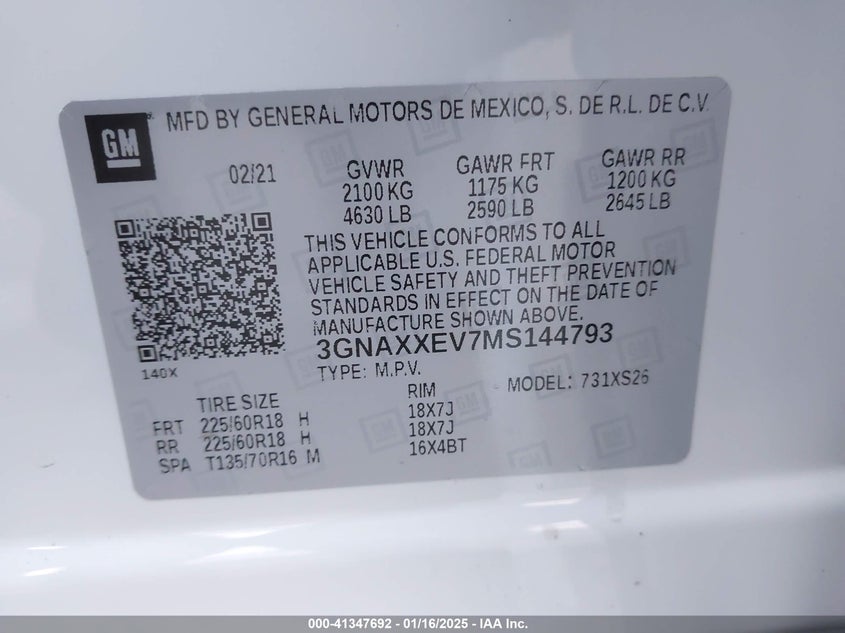 GM
MFD BY GENERAL MOTORS DE MEXICO, S. DE R.L. DE C.V.
02/21 GVWR GAWR FRT GAWR RR
2100 KG 1175 KG 1200 KG
4630 LB 2590 LB 2645 LB
THIS VEHICLE CONFORMS TO ALL
APPLICABLE U.S. FEDERAL MOTOR
VEHICLE SAFETY AND THEFT PREVENTION
STANDARDS IN EFFECT ON THE DATE OF
MANUFACTURE SHOWN ABOVE.
3GNAXXEV7MS144793
140X
TYPE: M.P.V. MODEL: 731XS26
TIRE SIZE RIM
FRT 225/60R18 H 18X7J
RR 225/60R18 H 18X7J
SPA T135/70R16 M 16X4BT
000-41347692 - 01/16/2025 - IAA Inc.